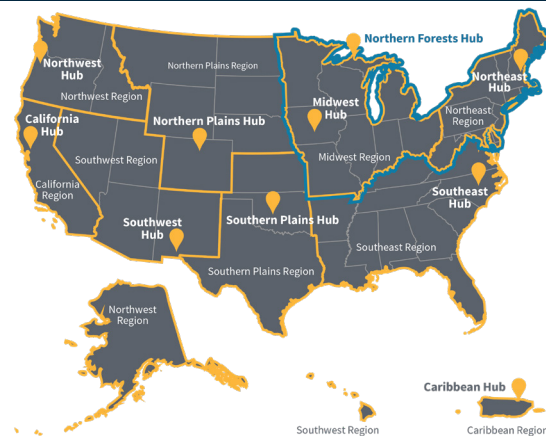 Northern Forests Hub
Northwest
Hub
Northern Plains Region
Northeast
Hub
Northwest Region
Midwest
Hub
Northeast
Region
California
Hub
Northern Plains Hub
Southwest Region
Midwest Region
California
Region
Southeast
Hub
Southwest
Hub
Southern Plains Hub
Southeast Region
Southern Plains Region
Northwest
Region
Caribbean Hub
Southwest Region
Caribbean Region